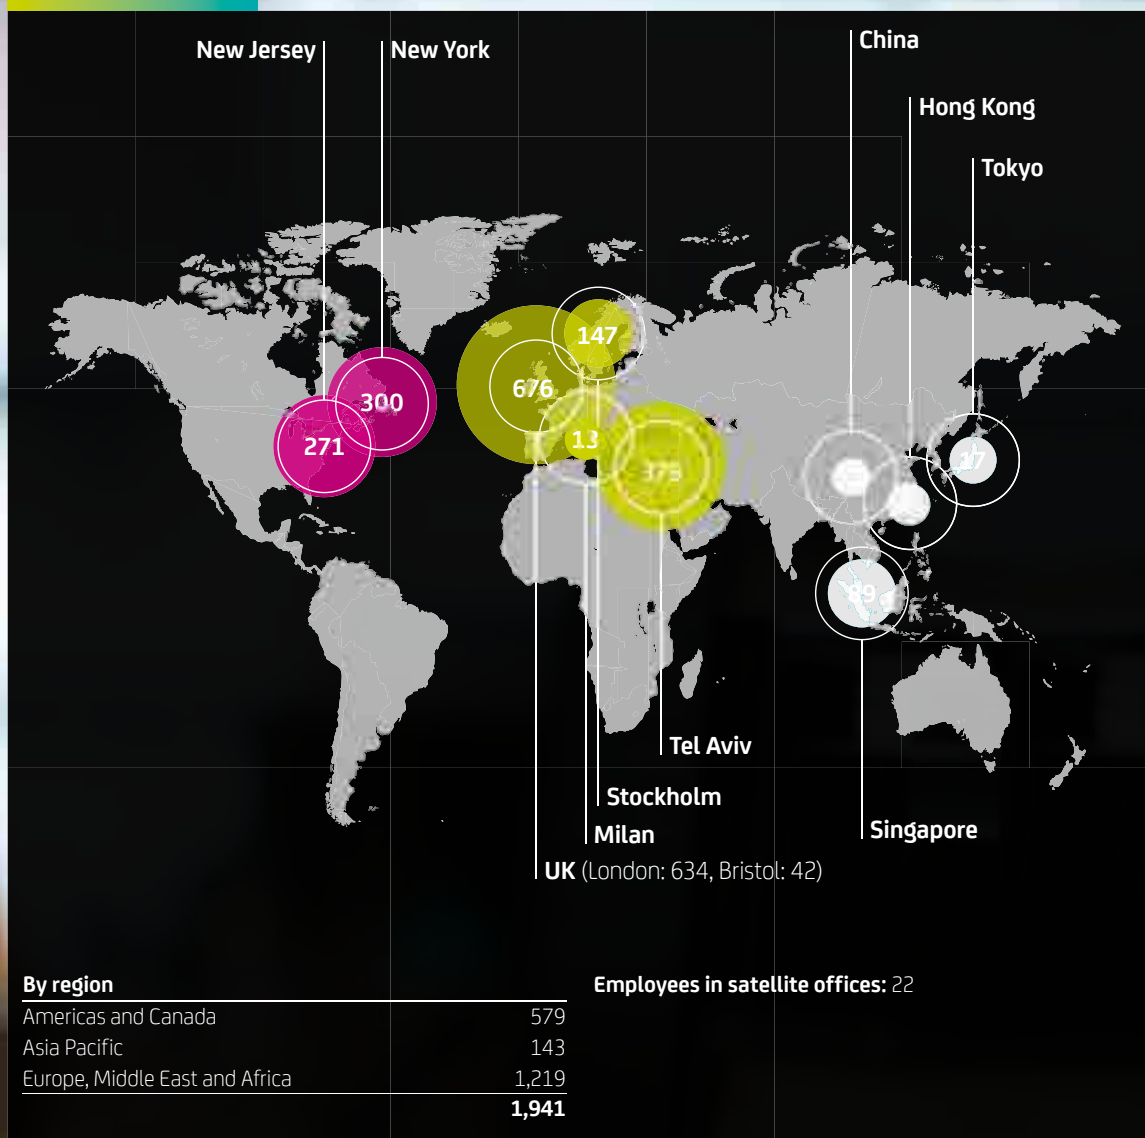 New Jersey
New York
China
Hong Kong
Tokyo
147
676
300
13
271
375
17
89
Tel Aviv
Stockholm
Milan
Singapore
UK (London: 634, Bristol: 42)
By region
Americas and Canada 579
Asia Pacific 143
Europe, Middle East and Africa 1,219
1,941
Employees in satellite offices: 22